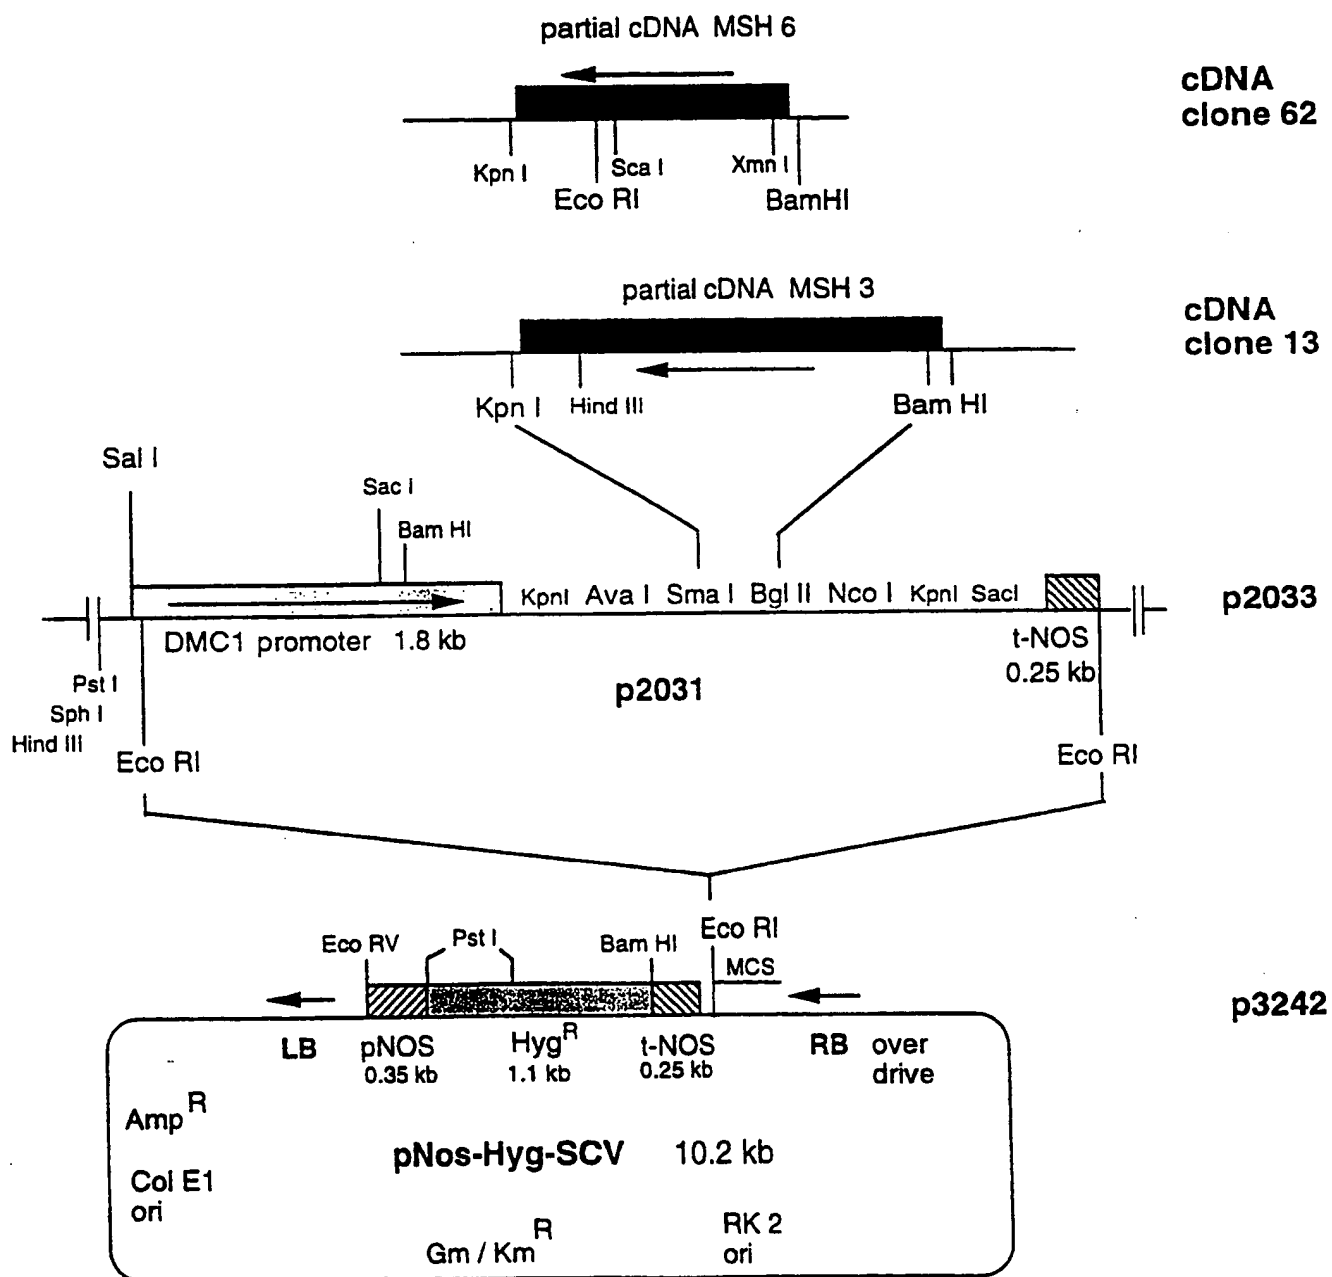 partial cDNA MSH 6
cDNA
clone 62
Kpn I
Eco RI
Sca I
Xmn I
BamHI
partial cDNA MSH 3
cDNA
clone 13
Kpn I
Hind III
Bam HI
Sal I
Sac I
Bam HI
KpnI Ava I Sma I Bgl II Nco I KpnI SacI
p2033
DMC1 promoter 1.8 kb
t-NOS
0.25 kb
p2031
Pst I
Sph I
Hind III
Eco RI
Eco RI
Eco RI
Eco RV
Pst I
Bam HI
MCS
p3242
LB
pNOS
0.35 kb
Hyg R
1.1 kb
t-NOS
0.25 kb
RB
over
drive
Amp R
pNos-Hyg-SCV 10.2 kb
Col E1
ori
Gm / Km R
RK 2
ori